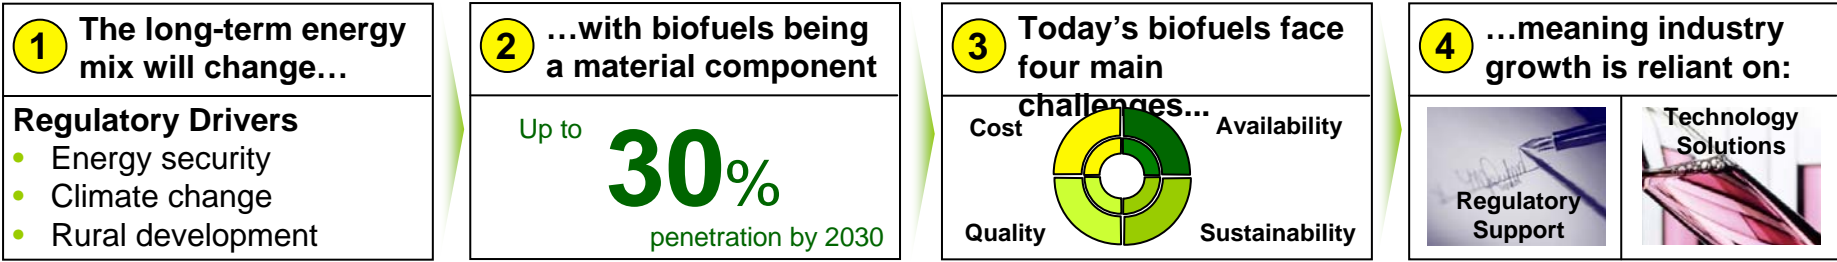 1
The long-term energy
mix will change…
Regulatory Drivers
• Energy security
• Climate change
• Rural development
2
…with biofuels being
a material component
Up to
30%
penetration by 2030
3
Today’s biofuels face
four main
challenges...
Cost
Availability
Quality
Sustainability
4
…meaning industry
growth is reliant on:
Regulatory
Support
Technology
Solutions